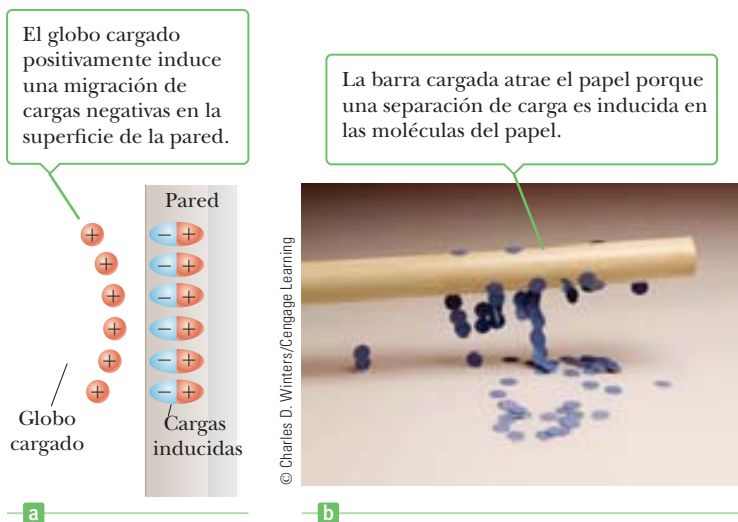 El globo cargado
positivamente induce
una migración de
cargas negativas en la
superficie de la pared.
Pared
+
+
+
+
+
+
− +
− +
− +
− +
− +
− +
Globo
cargado
Cargas
inducidas
a
La barra cargada atrae el papel porque
una separación de carga es inducida en
las moléculas del papel.
© Charles D. Winters/Cengage Learning
b